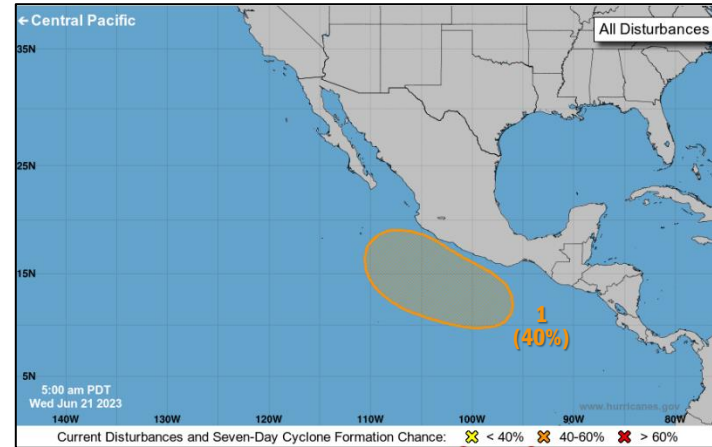 ← Central Pacific
All Disturbances
35N
25N
15N
1
(40%)
5N
5:00 am PDT
Wed Jun 21 2023
www.hurricanes.gov
140W 130W 120W 110W 100W 90W 80W
Current Disturbances and Seven-Day Cyclone Formation Chance: < 40% 40-60% > 60%